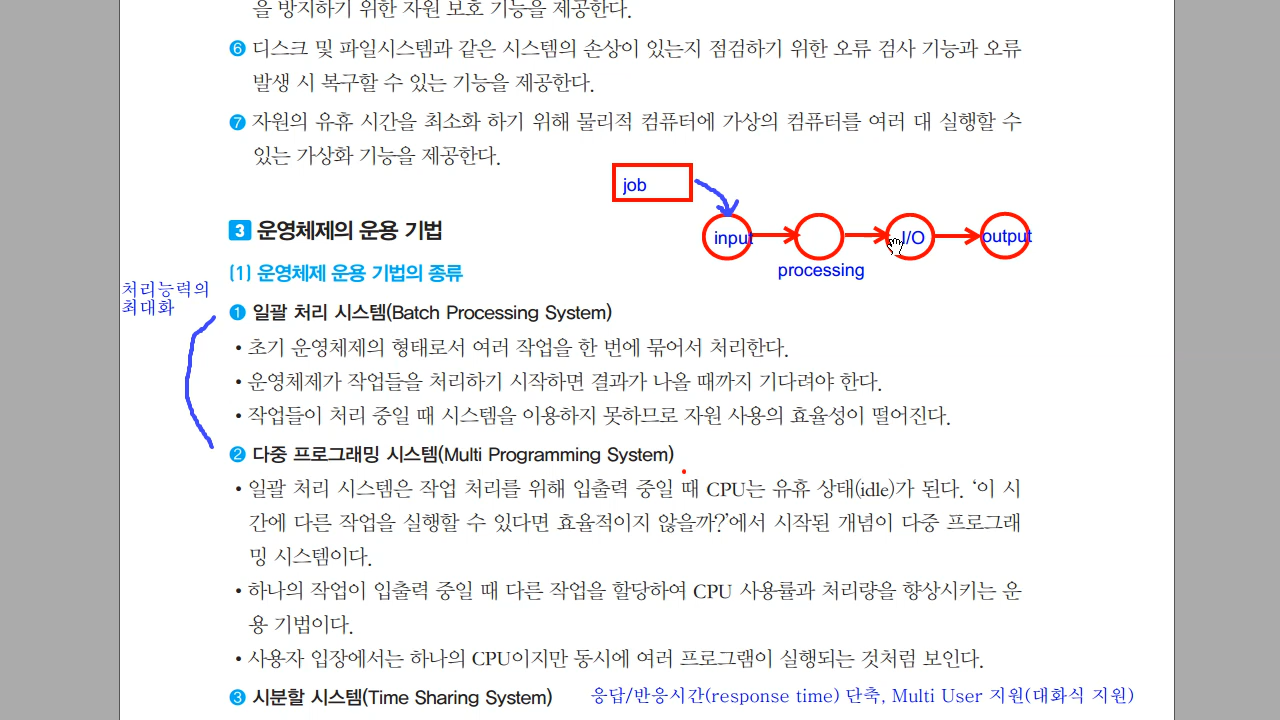 을 방지하기 위한 자원 보호 기능을 제공한다.
❻ 디스크 및 파일시스템과 같은 시스템의 손상이 있는지 점검하기 위한 오류 검사 기능과 오류
발생 시 복구할 수 있는 기능을 제공한다.
❼ 자원의 유휴 시간을 최소화 하기 위해 물리적 컴퓨터에 가상의 컴퓨터를 여러 대 실행할 수
있는 가상화 기능을 제공한다.
job
3 운영체제의 운용 기법
input
I/O
output
processing
(1) 운영체제 운용 기법의 종류
처리능력의
최대화
❶ 일괄 처리 시스템(Batch Processing System)
• 초기 운영체제의 형태로서 여러 작업을 한 번에 묶어서 처리한다.
• 운영체제가 작업들을 처리하기 시작하면 결과가 나올 때까지 기다려야 한다.
• 작업들이 처리 중일 때 시스템을 이용하지 못하므로 자원 사용의 효율성이 떨어진다.
❷ 다중 프로그래밍 시스템(Multi Programming System)
• 일괄 처리 시스템은 작업 처리를 위해 입출력 중일 때 CPU는 유휴 상태(idle)가 된다. ‘이 시
간에 다른 작업을 실행할 수 있다면 효율적이지 않을까?’에서 시작된 개념이 다중 프로그래
밍 시스템이다.
• 하나의 작업이 입출력 중일 때 다른 작업을 할당하여 CPU 사용률과 처리량을 향상시키는 운
용 기법이다.
• 사용자 입장에서는 하나의 CPU이지만 동시에 여러 프로그램이 실행되는 것처럼 보인다.
❸ 시분할 시스템(Time Sharing System)
응답/반응시간(response time) 단축, Multi User 지원(대화식 지원)